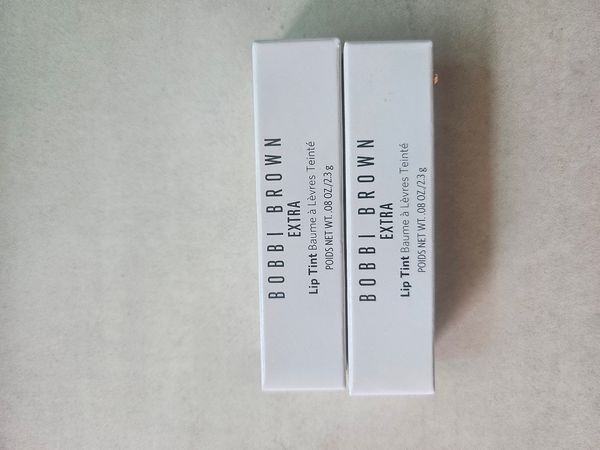 BOBBI BROWN
EXTRA
Lip Tint Baume à Lèvres Teinté
POIDS NET WT. .08 OZ./2.3 g
BOBBI BROWN
EXTRA
Lip Tint Baume à Lèvres Teinté
POIDS NET WT. .08 OZ./2.3 g